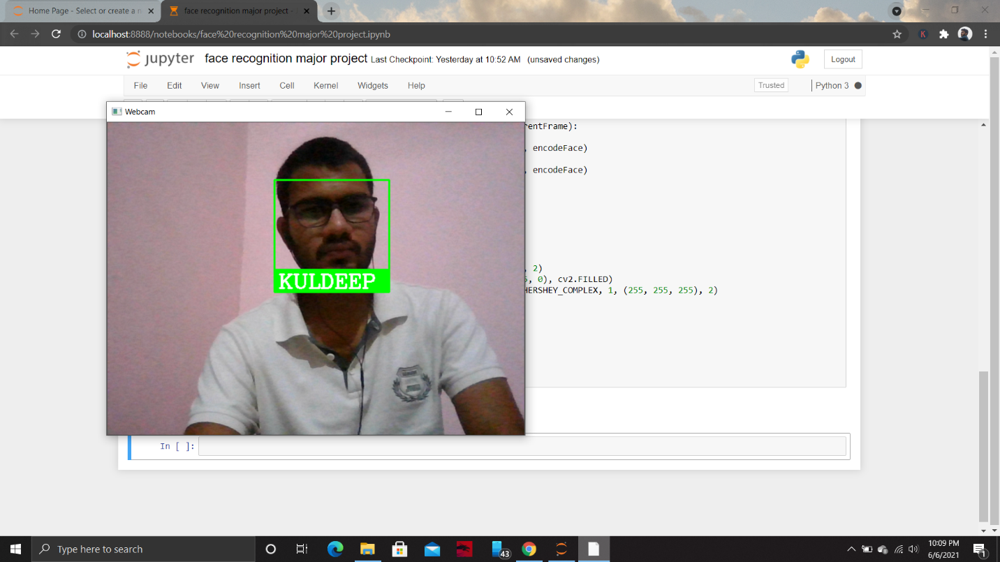 Home Page - Select or create a n
face recognition major project -
localhost:8888/notebooks/face%20recognition%20major%20project.ipynb
K
jupyter face recognition major project Last Checkpoint: Yesterday at 10:52 AM (unsaved changes)
Logout
File Edit View Insert Cell Kernel Widgets Help
Trusted
Python 3
Webcam
rentFrame):
, encodeFace)
, encodeFace)
, 2)
, 0), cv2.FILLED)
HERSHEY_COMPLEX, 1, (255, 255, 255), 2)
KULDEEP
In [ ]:
Type here to search
43
10:09 PM
6/6/2021
1